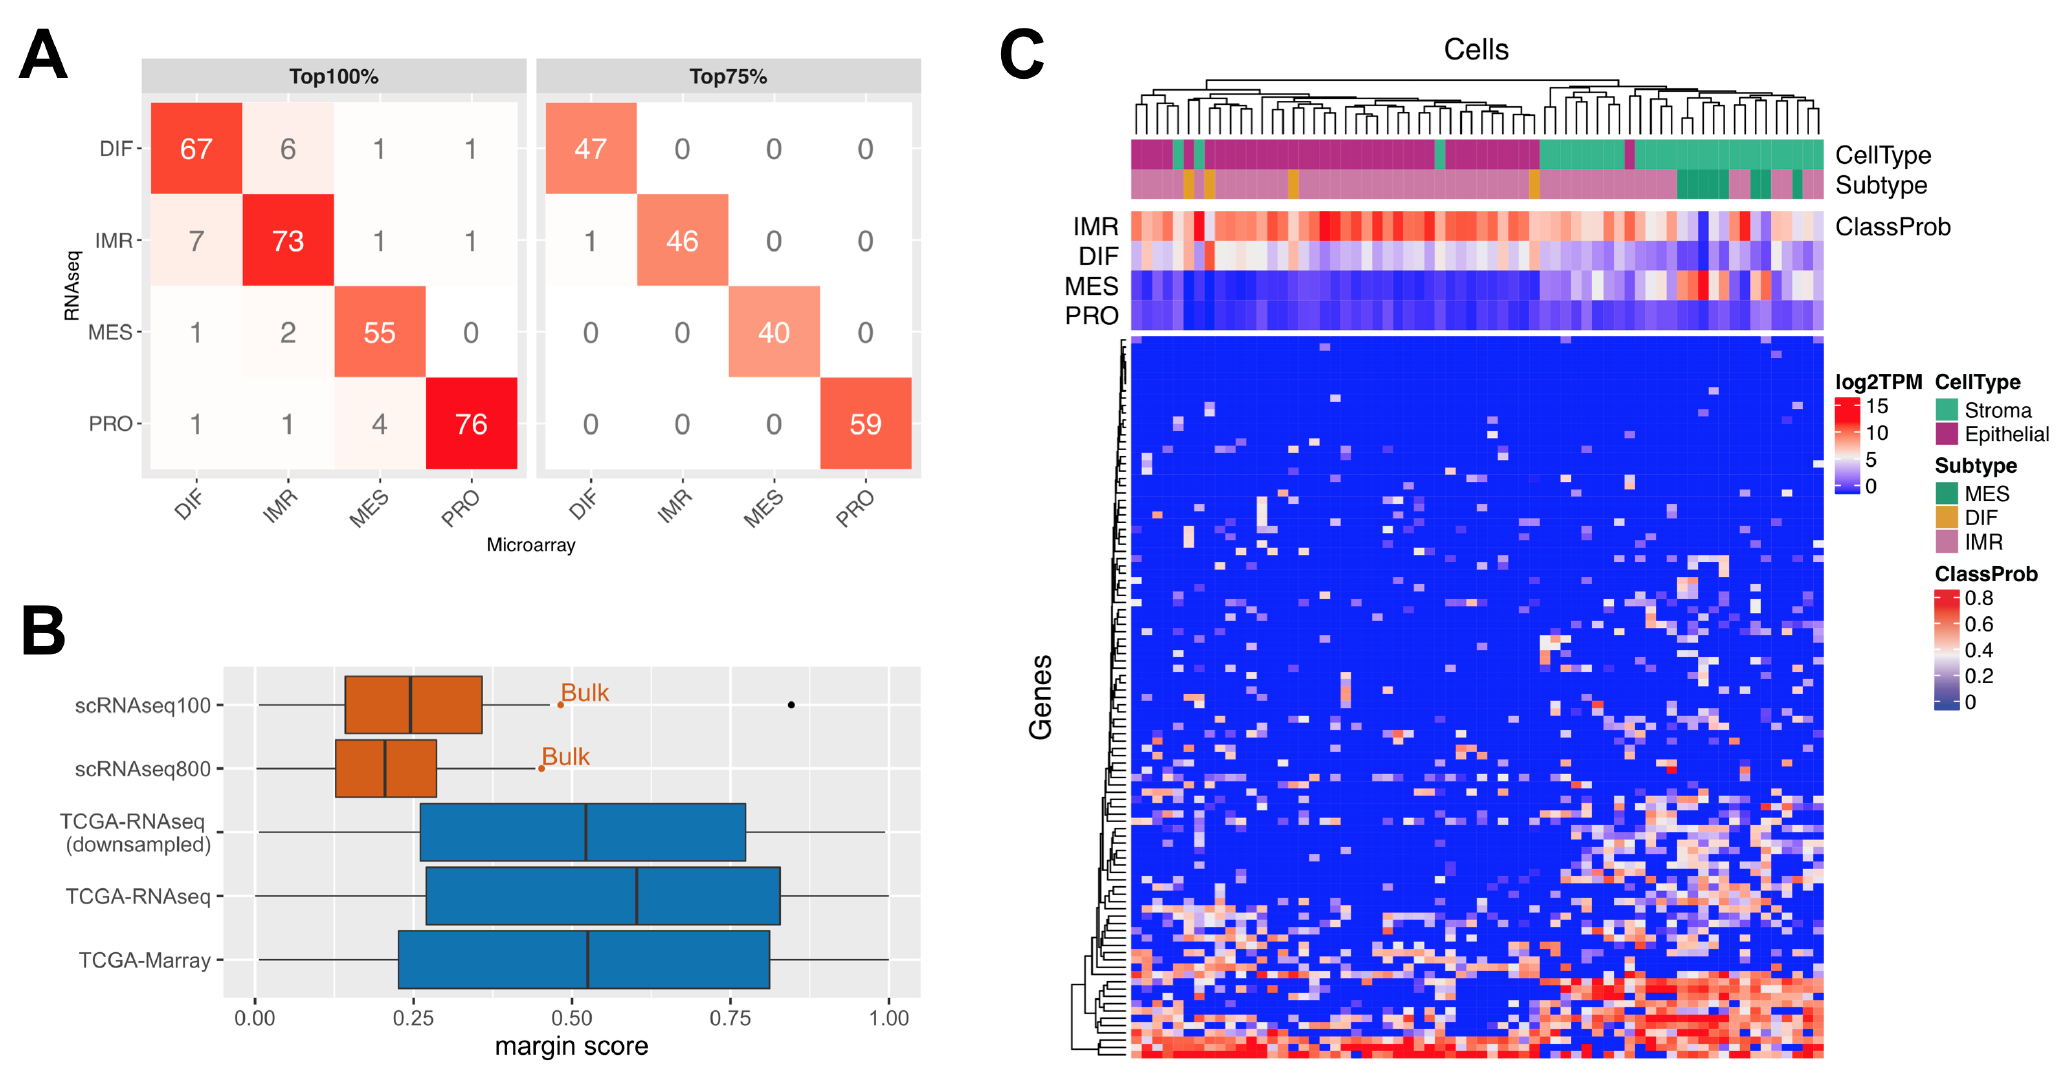 A
Top100%
Top75%
RNAseq
DIF
67 6 1 1
47 0 0 0
IMR
7 73 1 1
1 46 0 0
MES
1 2 55 0
0 0 40 0
PRO
1 1 4 76
0 0 0 59
DIF IMR MES PRO
DIF IMR MES PRO
Microarray
B
scRNAseq100
Bulk
scRNAseq800
Bulk
TCGA-RNAseq
(downsampled)
TCGA-RNAseq
TCGA-Marray
0.00 0.25 0.50 0.75 1.00
margin score
C
Cells
CellType
Subtype
IMR
ClassProb
DIF
MES
PRO
Genes
log2TPM
15
10
5
0
CellType
Stroma
Epithelial
Subtype
MES
DIF
IMR
ClassProb
0.8
0.6
0.4
0.2
0